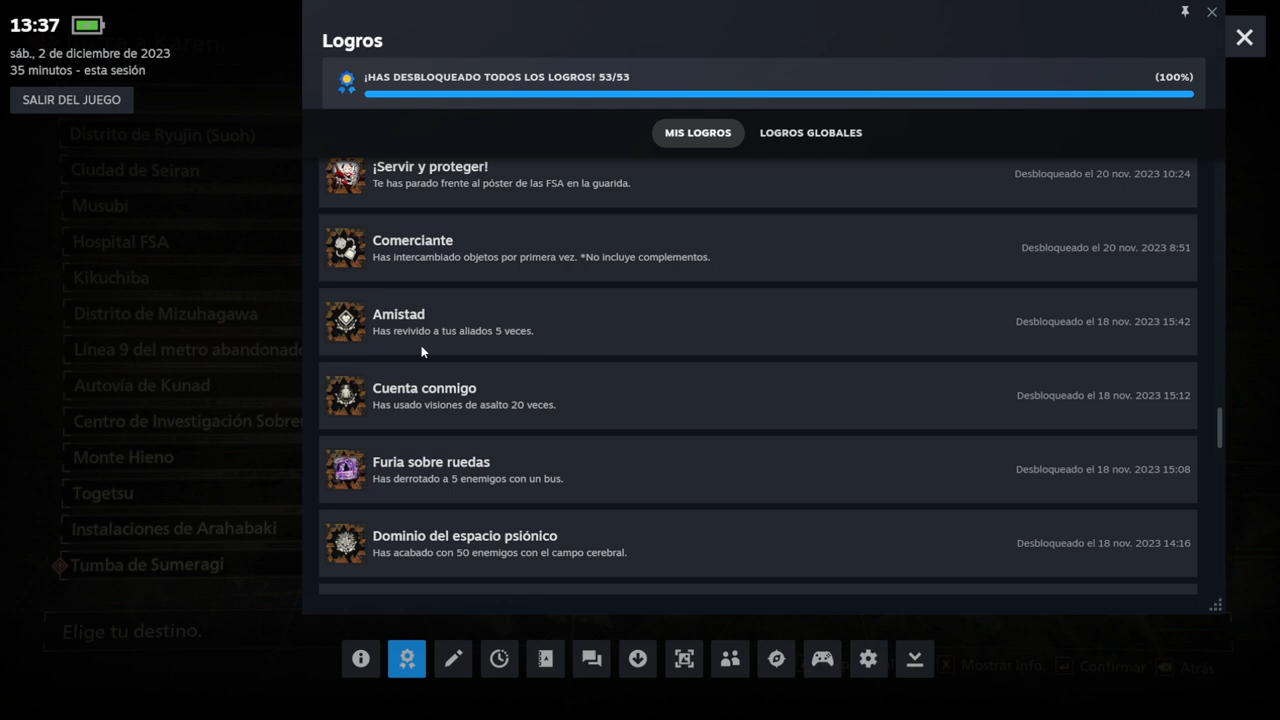 13:37
sáb., 2 de diciembre de 2023
35 minutos - esta sesión
SALIR DEL JUEGO
Karen.
Distrito de Ryujin (Suoh)
Ciudad de Seiran
Musubi
Hospital FSA
Kikuchiba
Distrito de Mizuhagawa
Línea 9 del metro abandonado
Autovía de Kunad
Centro de Investigación
Monte Hieno
Togetsu
Instalaciones de Arahabaki
Tumba de Sumeragi
Elige tu destino.
Logros
¡HAS DESBLOQUEADO TODOS LOS LOGROS! 53/53
(100%)
MIS LOGROS
LOGROS GLOBALES
¡Servir y proteger!
Te has parado frente al póster de las FSA en la guarida.
Desbloqueado el 20 nov. 2023 10:24
Comerciante
Has intercambiado objetos por primera vez. *No incluye complementos.
Desbloqueado el 20 nov. 2023 8:51
Amistad
Has revivido a tus aliados 5 veces.
Desbloqueado el 18 nov. 2023 15:42
Cuenta conmigo
Has usado visiones de asalto 20 veces.
Desbloqueado el 18 nov. 2023 15:12
Furia sobre ruedas
Has derrotado a 5 enemigos con un bus.
Desbloqueado el 18 nov. 2023 15:08
Dominio del espacio psiónico
Has acabado con 50 enemigos con el campo cerebral.
Desbloqueado el 18 nov. 2023 14:16
X Mostrar info.
Confirmar
Atrás